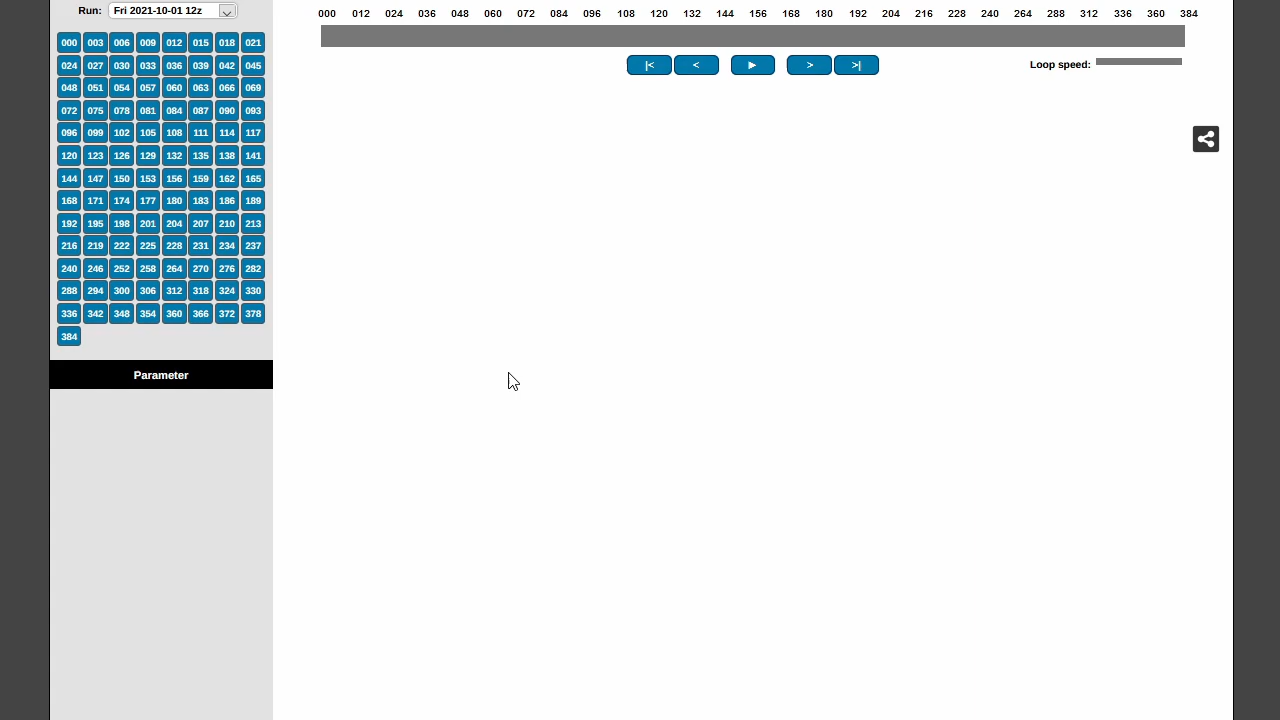 Run: Fri 2021-10-01 12z
000 012 024 036 048 060 072 084 096 108 120 132 144 156 168 180 192 204 216 228 240 264 288 312 336 360 384
|< < > >|
Loop speed:
000 003 006 009 012 015 018 021
024 027 030 033 036 039 042 045
048 051 054 057 060 063 066 069
072 075 078 081 084 087 090 093
096 099 102 105 108 111 114 117
120 123 126 129 132 135 138 141
144 147 150 153 156 159 162 165
168 171 174 177 180 183 186 189
192 195 198 201 204 207 210 213
216 219 222 225 228 231 234 237
240 246 252 258 264 270 276 282
288 294 300 306 312 318 324 330
336 342 348 354 360 366 372 378
384
Parameter